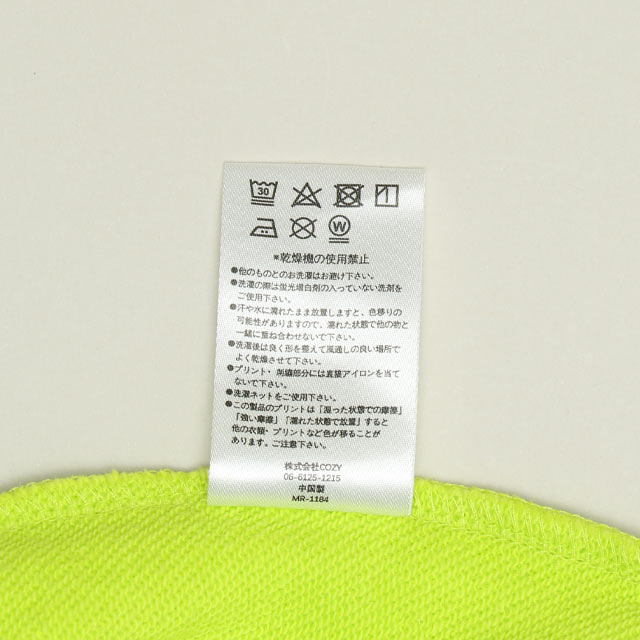 30
W
※乾燥機の使用禁止
●他のものとのお洗濯はお避け下さい。
●洗濯の際は蛍光増白剤の入っていない洗剤を
ご使用下さい。
●汗や水に濡れたまま放置しますと、色移りの
可能性がありますので、濡れた状態で他の物と
一緒に重ね合わせないで下さい。
●洗濯後は良く形を整えて風通しの良い場所で
よく乾燥させて下さい。
●プリント・刺繍部分には直接アイロンを当て
ないで下さい。
●洗濯ネットをご使用下さい。
●この製品のプリントは「湿った状態での摩擦」
「強い摩擦」「濡れた状態で放置」すると
他の衣類・プリントなど色が移ることが
あります。ご注意下さい。
株式会社COZY
06-6125-1215
中国製
MR-1184